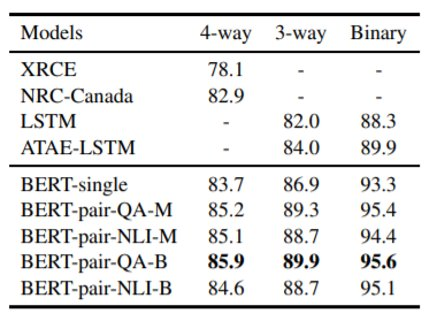 Models 4-way 3-way Binary
XRCE 78.1 - -
NRC-Canada 82.9 - -
LSTM - 82.0 88.3
ATAE-LSTM - 84.0 89.9
BERT-single 83.7 86.9 93.3
BERT-pair-QA-M 85.2 89.3 95.4
BERT-pair-NLI-M 85.1 88.7 94.4
BERT-pair-QA-B 85.9 89.9 95.6
BERT-pair-NLI-B 84.6 88.7 95.1